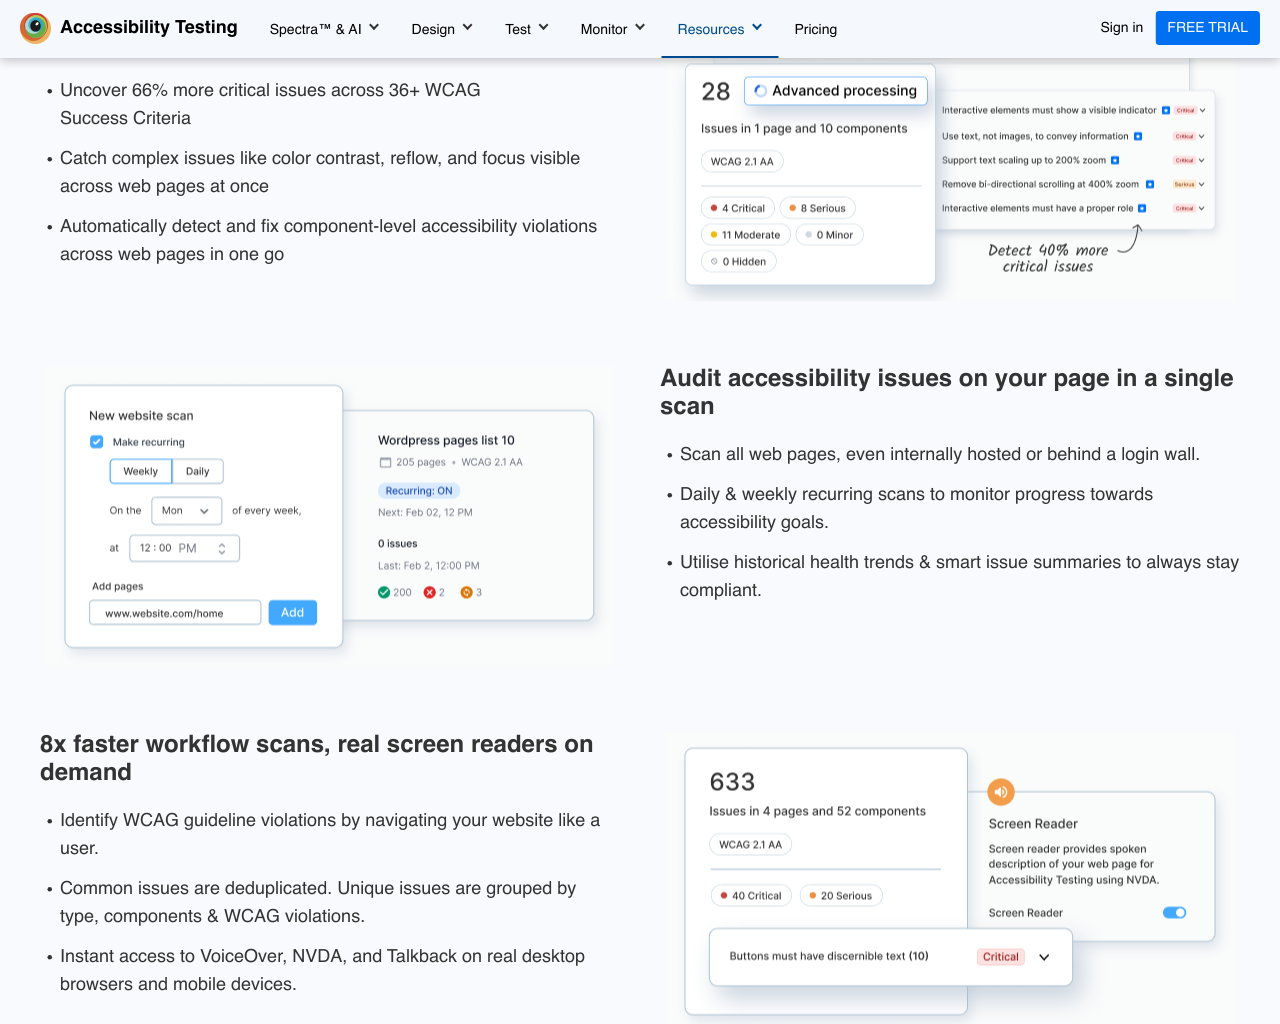 Accessibility Testing
Spectra™ & AI
Design
Test
Monitor
Resources
Pricing
Sign in
FREE TRIAL
• Uncover 66% more critical issues across 36+ WCAG
Success Criteria
• Catch complex issues like color contrast, reflow, and focus visible
across web pages at once
• Automatically detect and fix component-level accessibility violations
across web pages in one go
28
Advanced processing
Issues in 1 page and 10 components
WCAG 2.1 AA
4 Critical
8 Serious
11 Moderate
0 Minor
0 Hidden
Interactive elements must show a visible indicator
Critical
Use text, not images, to convey information
Critical
Support text scaling up to 200% zoom
Critical
Remove bi-directional scrolling at 400% zoom
Serious
Interactive elements must have a proper role
Critical
Detect 40% more
critical issues
New website scan
Make recurring
Weekly
Daily
On the
Mon
of every week,
at
12 : 00 PM
Add pages
www.website.com/home
Add
Wordpress pages list 10
205 pages • WCAG 2.1 AA
Recurring: ON
Next: Feb 02, 12 PM
0 issues
Last: Feb 2, 12:00 PM
200
2
3
Audit accessibility issues on your page in a single
scan
• Scan all web pages, even internally hosted or behind a login wall.
• Daily & weekly recurring scans to monitor progress towards
accessibility goals.
• Utilise historical health trends & smart issue summaries to always stay
compliant.
8x faster workflow scans, real screen readers on
demand
• Identify WCAG guideline violations by navigating your website like a
user.
• Common issues are deduplicated. Unique issues are grouped by
type, components & WCAG violations.
• Instant access to VoiceOver, NVDA, and Talkback on real desktop
browsers and mobile devices.
633
Issues in 4 pages and 52 components
WCAG 2.1 AA
40 Critical
20 Serious
Buttons must have discernible text (10)
Critical
Screen Reader
Screen reader provides spoken
description of your web page for
Accessibility Testing using NVDA.
Screen Reader